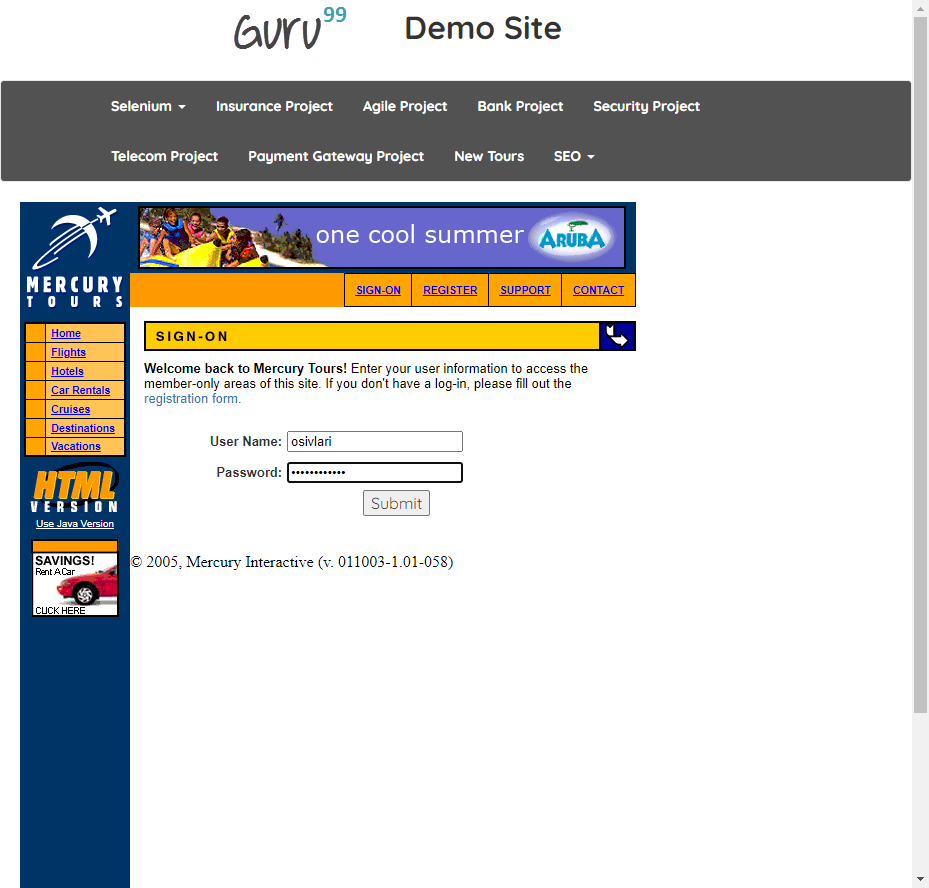 Guru99 Demo Site
Selenium Insurance Project Agile Project Bank Project Security Project
Telecom Project Payment Gateway Project New Tours SEO
MERCURY
TOURS
one cool summer ARUBA
SIGN-ON REGISTER SUPPORT CONTACT
Home
Flights
Hotels
Car Rentals
Cruises
Destinations
Vacations
HTML
VERSION
Use Java Version
SAVINGS!
Rent A Car
CLICK HERE
SIGN-ON
Welcome back to Mercury Tours! Enter your user information to access the
member-only areas of this site. If you don't have a log-in, please fill out the
registration form.
User Name: osivlari
Password: ••••••••••••
Submit
© 2005, Mercury Interactive (v. 011003-1.01-058)